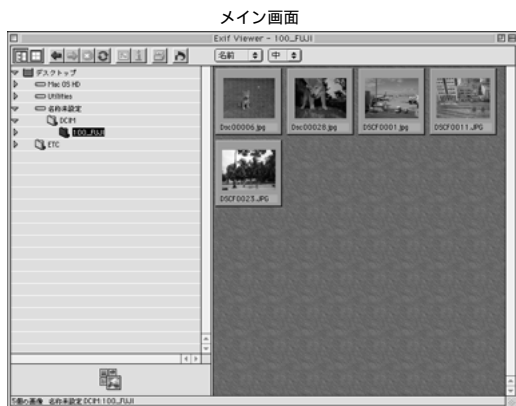 メイン画面
Exif Viewer - 100_FUJI
名前 中
デスクトップ
Mac OS HD
Utilities
名称未設定
DCIM
100_FUJI
ETC
Dsc00006.jpg Dsc00028.jpg DSCF0001.jpg DSCF0011.JPG
DSCF0023.JPG
5個の画像 名称未設定:DCIM:100_FUJI